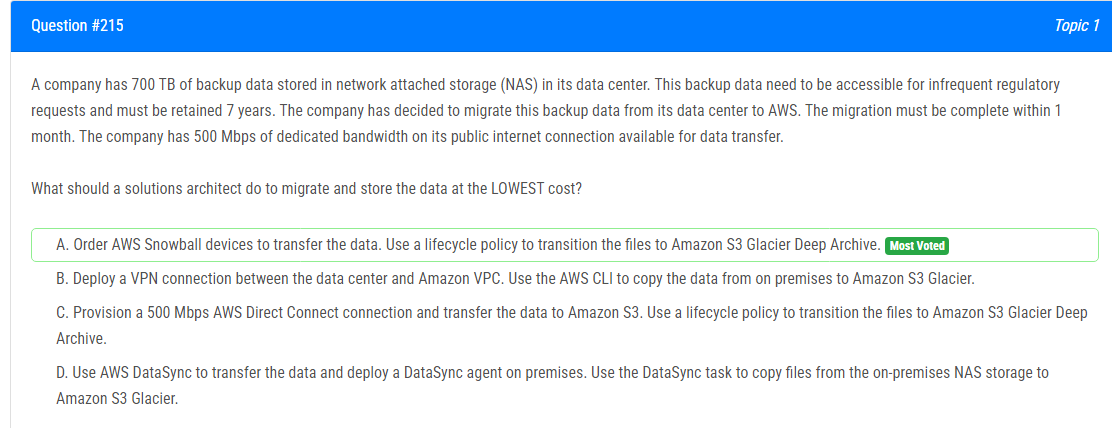 Question #215
Topic 1
A company has 700 TB of backup data stored in network attached storage (NAS) in its data center. This backup data need to be accessible for infrequent regulatory
requests and must be retained 7 years. The company has decided to migrate this backup data from its data center to AWS. The migration must be complete within 1
month. The company has 500 Mbps of dedicated bandwidth on its public internet connection available for data transfer.
What should a solutions architect do to migrate and store the data at the LOWEST cost?
A. Order AWS Snowball devices to transfer the data. Use a lifecycle policy to transition the files to Amazon S3 Glacier Deep Archive. Most Voted
B. Deploy a VPN connection between the data center and Amazon VPC. Use the AWS CLI to copy the data from on premises to Amazon S3 Glacier.
C. Provision a 500 Mbps AWS Direct Connect connection and transfer the data to Amazon S3. Use a lifecycle policy to transition the files to Amazon S3 Glacier Deep
Archive.
D. Use AWS DataSync to transfer the data and deploy a DataSync agent on premises. Use the DataSync task to copy files from the on-premises NAS storage to
Amazon S3 Glacier.